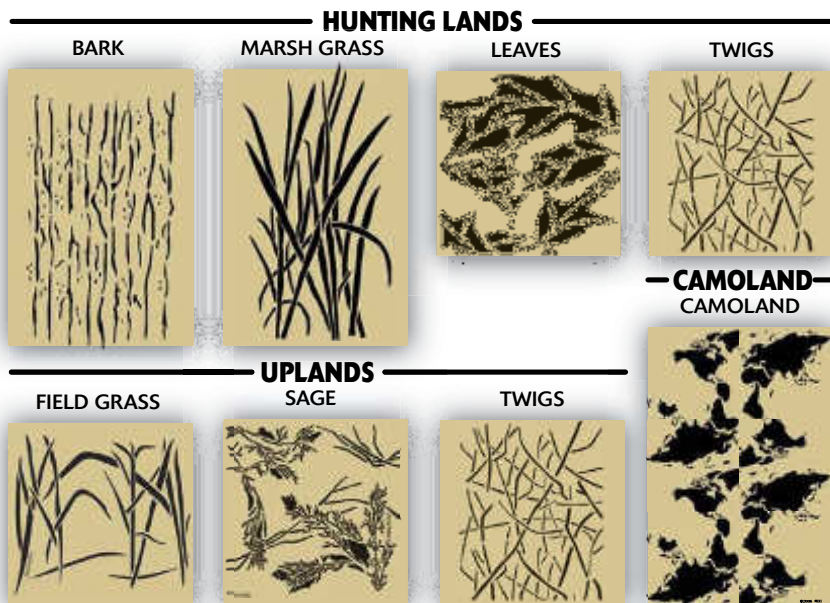 HUNTING LANDS
BARK
MARSH GRASS
LEAVES
TWIGS
CAMOLAND
CAMOLAND
UPLANDS
FIELD GRASS
SAGE
TWIGS